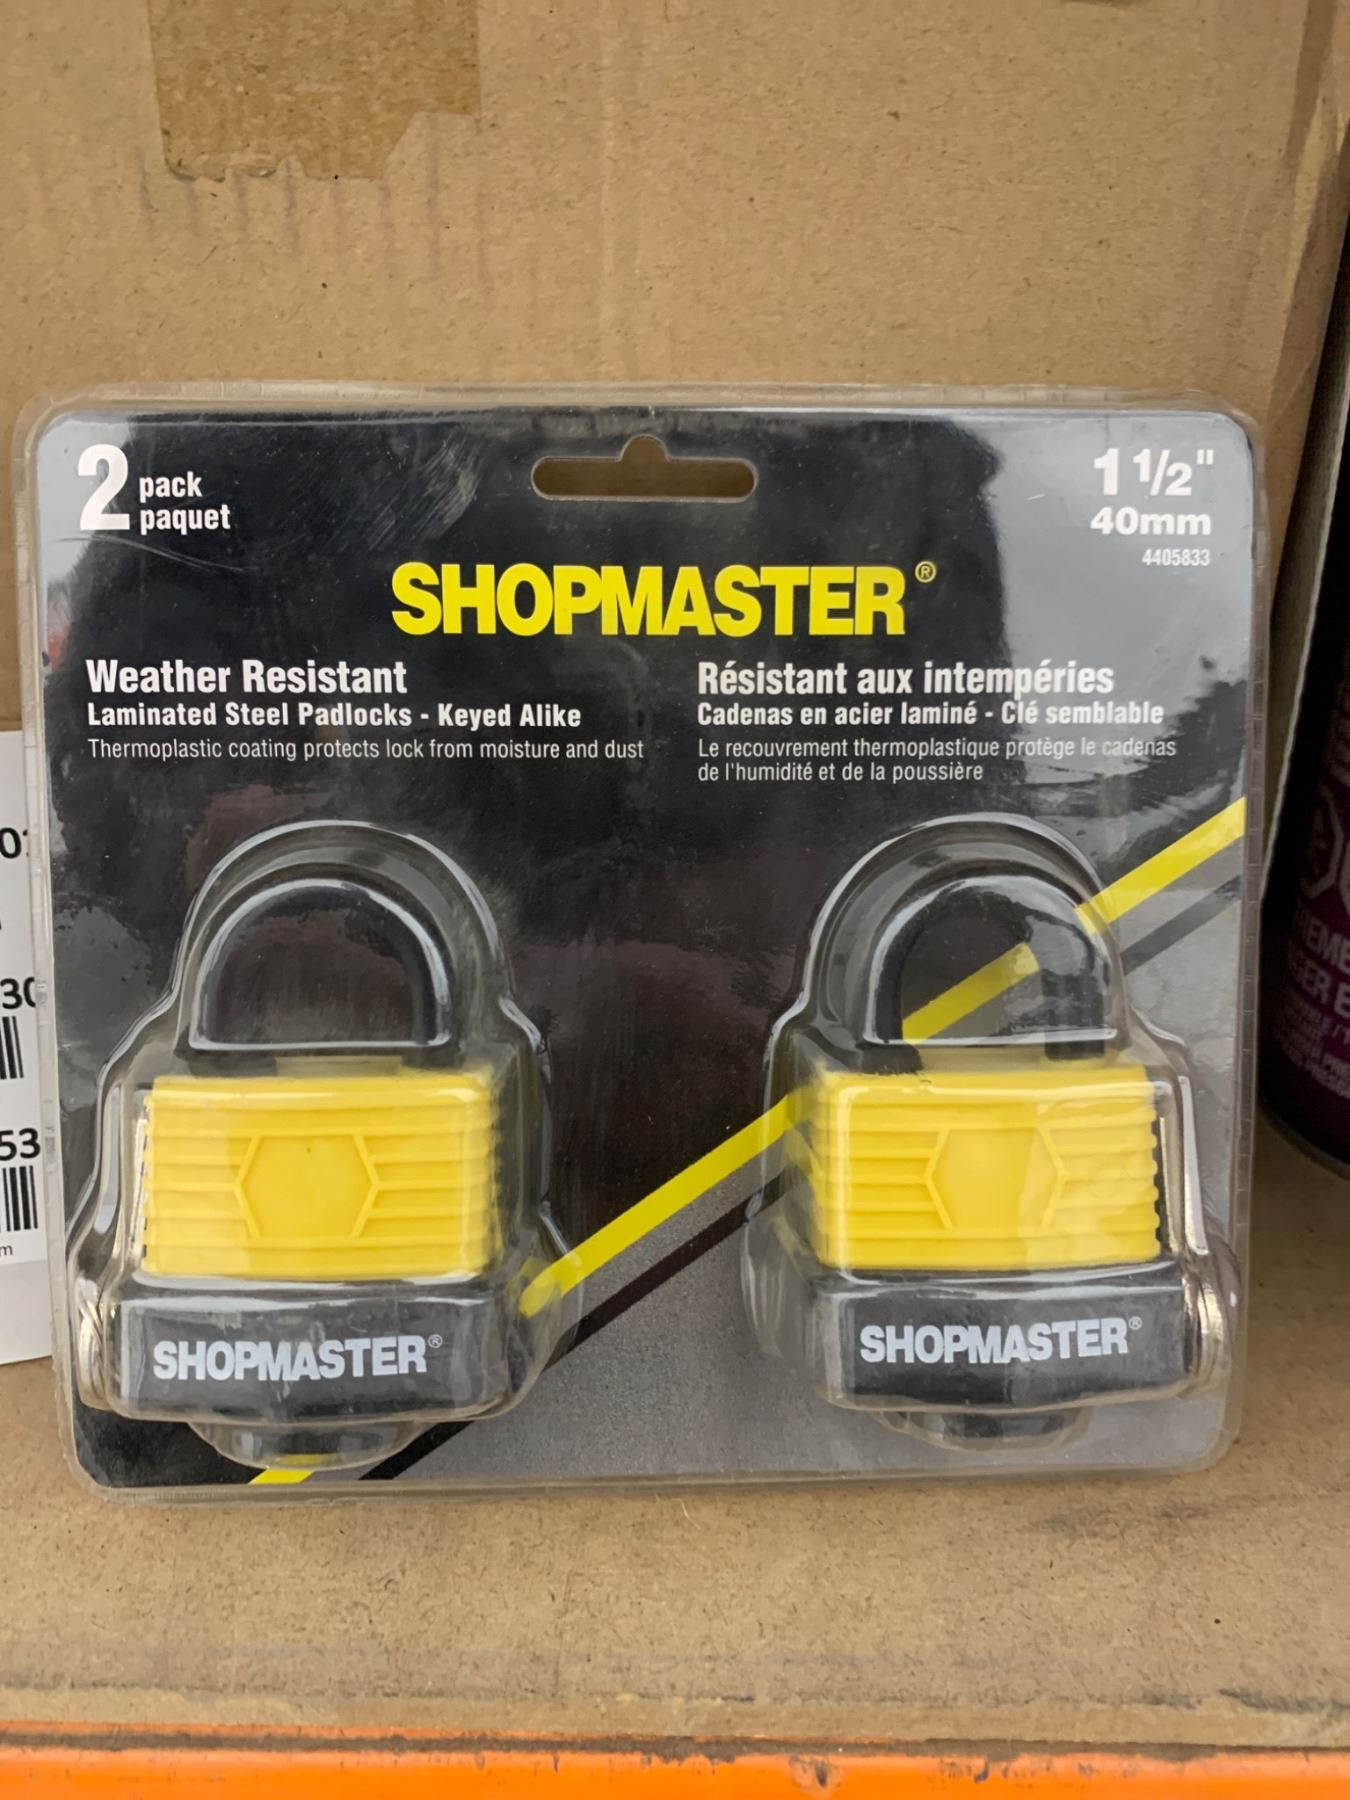 2 pack
paquet
1 1/2"
40mm
4405833
SHOPMASTER®
Weather Resistant
Laminated Steel Padlocks - Keyed Alike
Thermoplastic coating protects lock from moisture and dust
Résistant aux intempéries
Cadenas en acier laminé - Clé semblable
Le recouvrement thermoplastique protège le cadenas
de l'humidité et de la poussière
SHOPMASTER®
SHOPMASTER®
30
53